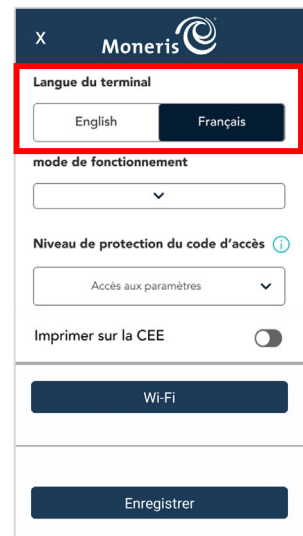 X Moneris
Langue du terminal
English Français
mode de fonctionnement
Niveau de protection du code d'accès i
Accès aux paramètres
Imprimer sur la CEE
Wi-Fi
Enregistrer